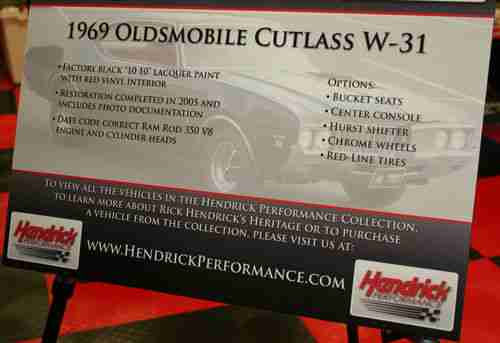 1969 Oldsmobile Cutlass W-31
• Factory black "10 10" lacquer paint
with red vinyl interior
• Restoration completed in 2005 and
includes photo documentation
• Date code correct Ram Rod 350 V8
engine and cylinder heads
Options:
• Bucket seats
• Center console
• Hurst shifter
• Chrome wheels
• Red-Line tires
To view all the vehicles in the Hendrick Performance Collection,
to learn more about Rick Hendrick's Heritage or to purchase
a vehicle from the collection, please visit us at:
www.HendrickPerformance.com
Hendrick
Performance
Hendrick
Performance